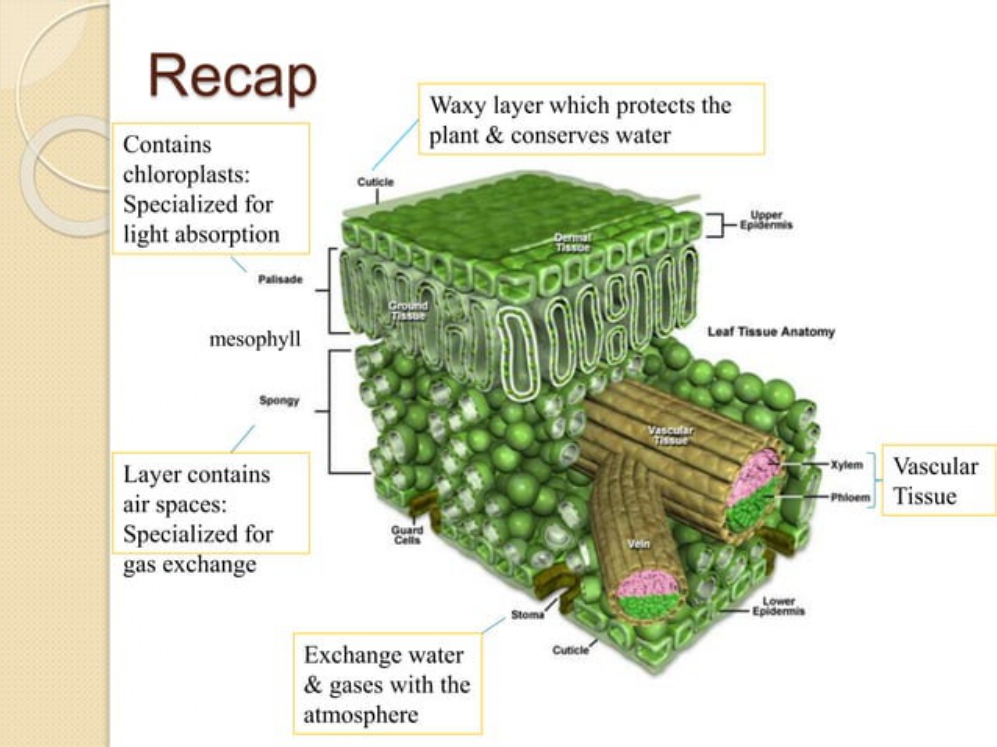 Recap
Waxy layer which protects the
plant & conserves water
Contains
chloroplasts:
Specialized for
light absorption
Cuticle
Upper
Epidermis
Dermal
Tissue
Palisade
Ground
Tissue
mesophyll
Leaf Tissue Anatomy
Spongy
Vascular
Tissue
Xylem
Phloem
Vascular
Tissue
Layer contains
air spaces:
Specialized for
gas exchange
Guard
Cells
Vein
Stoma
Lower
Epidermis
Cuticle
Exchange water
& gases with the
atmosphere